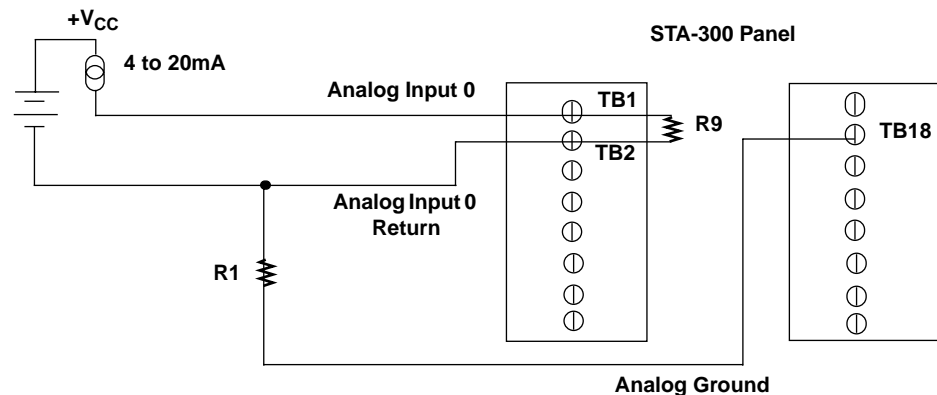 +VCC
STA-300 Panel
4 to 20mA
Analog Input 0
TB1
R9
TB18
TB2
Analog Input 0
Return
R1
Analog Ground